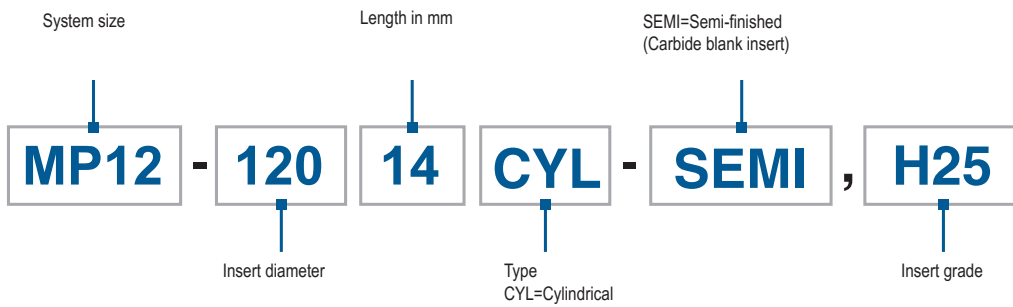 System size
Length in mm
SEMI=Semi-finished
(Carbide blank insert)
MP12 - 120 14 CYL - SEMI , H25
Insert diameter
Type
CYL=Cylindrical
Insert grade